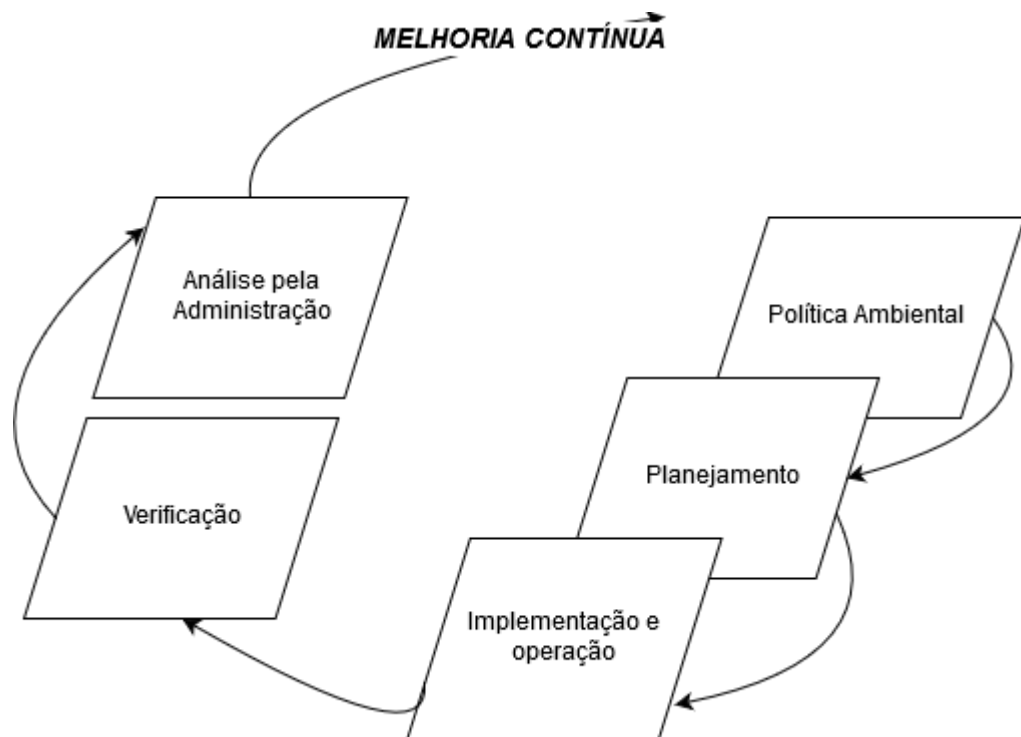 MELHORIA CONTÍNUA
Análise pela
Administração
Política Ambiental
Planejamento
Verificação
Implementação e
operação